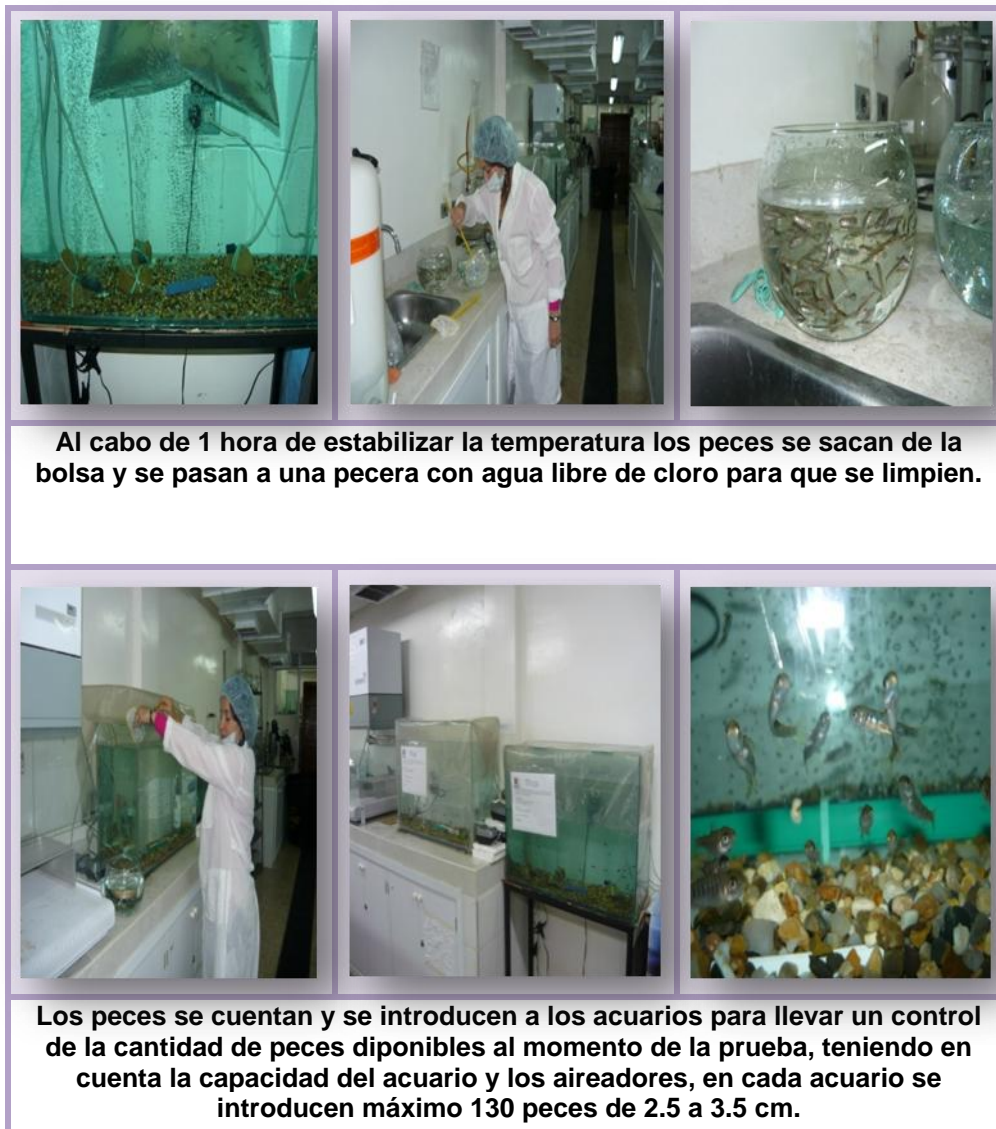 Al cabo de 1 hora de estabilizar la temperatura los peces se sacan de la
bolsa y se pasan a una pecera con agua libre de cloro para que se limpien.
Los peces se cuentan y se introducen a los acuarios para llevar un control
de la cantidad de peces diponibles al momento de la prueba, teniendo en
cuenta la capacidad del acuario y los aireadores, en cada acuario se
introducen máximo 130 peces de 2.5 a 3.5 cm.